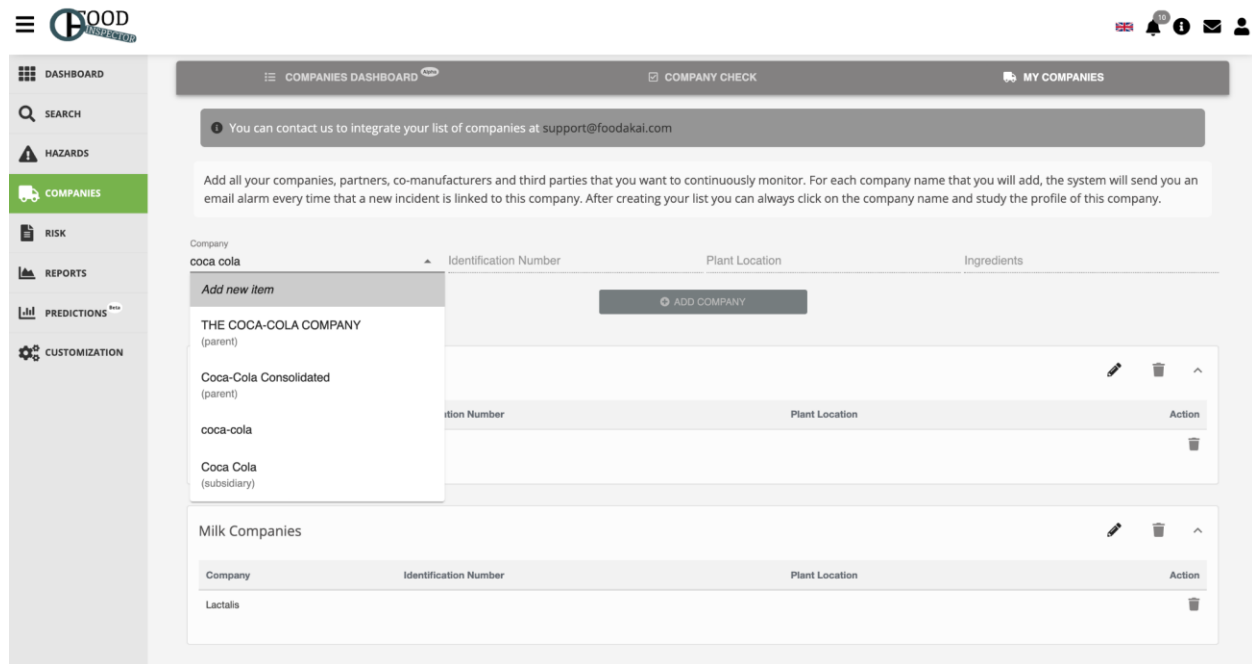 FOOD
INSPECTOR
10
DASHBOARD
SEARCH
HAZARDS
COMPANIES
RISK
REPORTS
PREDICTIONS Beta
CUSTOMIZATION
COMPANIES DASHBOARD Alpha
COMPANY CHECK
MY COMPANIES
You can contact us to integrate your list of companies at support@foodakai.com
Add all your companies, partners, co-manufacturers and third parties that you want to continuously monitor. For each company name that you will add, the system will send you an
email alarm every time that a new incident is linked to this company. After creating your list you can always click on the company name and study the profile of this company.
Company
coca cola
Identification Number
Plant Location
Ingredients
Add new item
THE COCA-COLA COMPANY
(parent)
Coca-Cola Consolidated
(parent)
coca-cola
Coca Cola
(subsidiary)
ADD COMPANY
Number
Plant Location
Action
Milk Companies
Company
Identification Number
Plant Location
Action
Lactalis